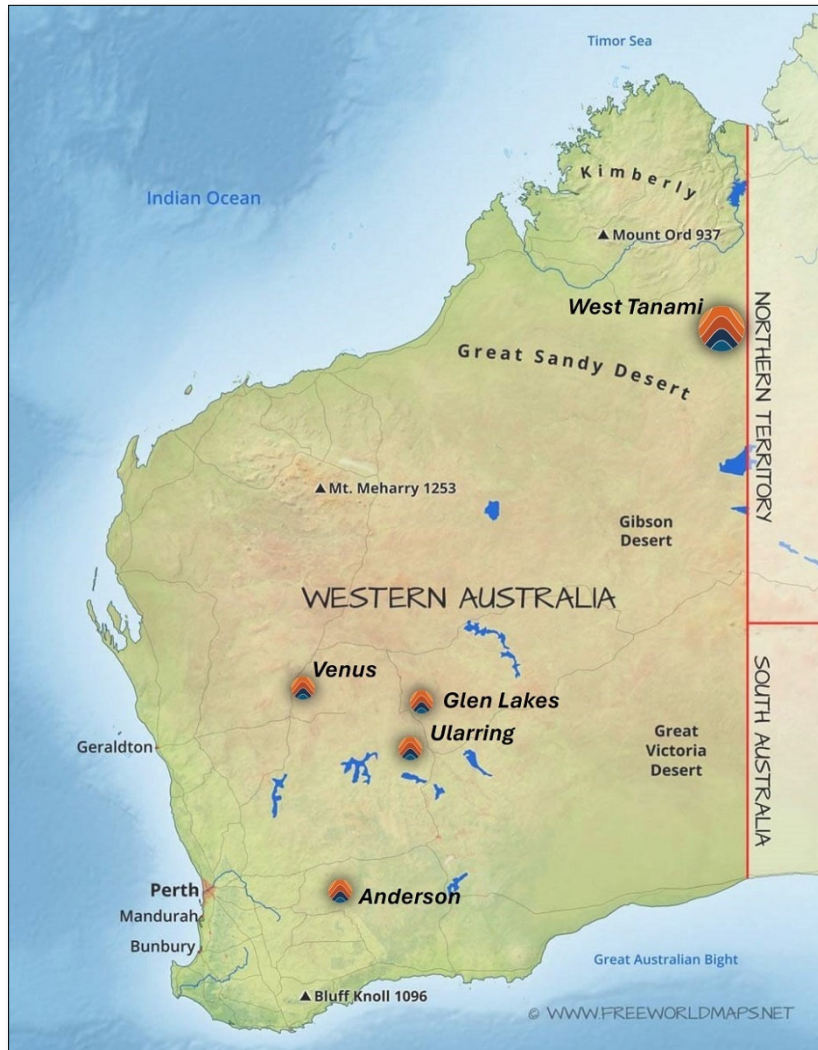 Timor Sea
Indian Ocean
Kimberly
Mount Ord 937
West Tanami
NORTHERN TERRITORY
Great Sandy Desert
Mt. Meharry 1253
Gibson
Desert
WESTERN AUSTRALIA
Venus
Glen Lakes
Ularring
SOUTH AUSTRALIA
Geraldton
Great
Victoria
Desert
Perth
Anderson
Mandurah
Bunbury
Great Australian Bight
Bluff Knoll 1096
© WWW.FREEWORLDMAPS.NET